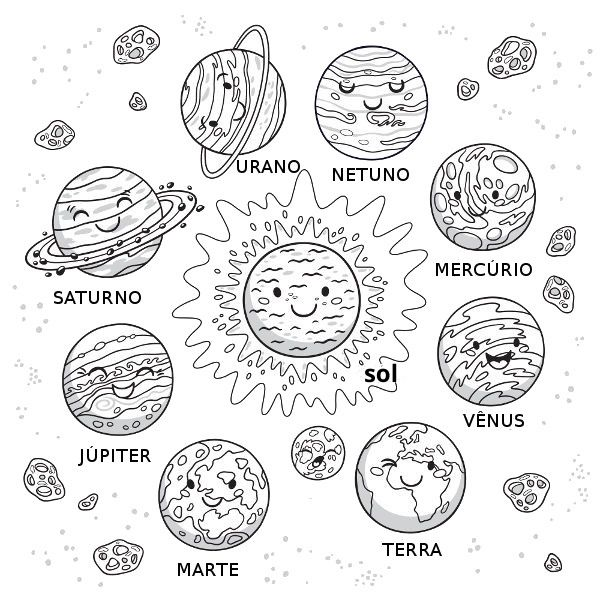 URANO
NETUNO
MERCÚRIO
SATURNO
sol
VÊNUS
JÚPITER
TERRA
MARTE